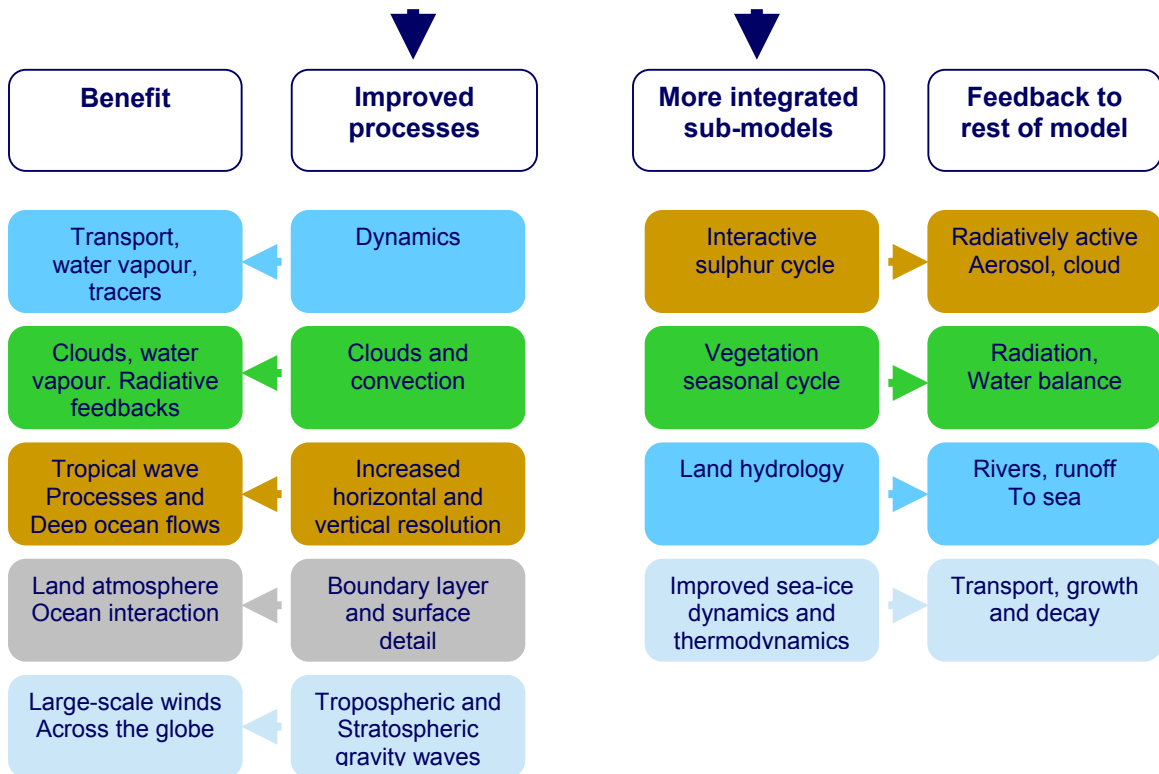 Benefit
Improved
processes
More integrated
sub-models
Feedback to
rest of model
Transport,
water vapour,
tracers
Dynamics
Interactive
sulphur cycle
Radiatively active
Aerosol, cloud
Clouds, water
vapour. Radiative
feedbacks
Clouds and
convection
Vegetation
seasonal cycle
Radiation,
Water balance
Tropical wave
Processes and
Deep ocean flows
Increased
horizontal and
vertical resolution
Land hydrology
Rivers, runoff
To sea
Land atmosphere
Ocean interaction
Boundary layer
and surface
detail
Improved sea-ice
dynamics and
thermodynamics
Transport, growth
and decay
Large-scale winds
Across the globe
Tropospheric and
Stratospheric
gravity waves